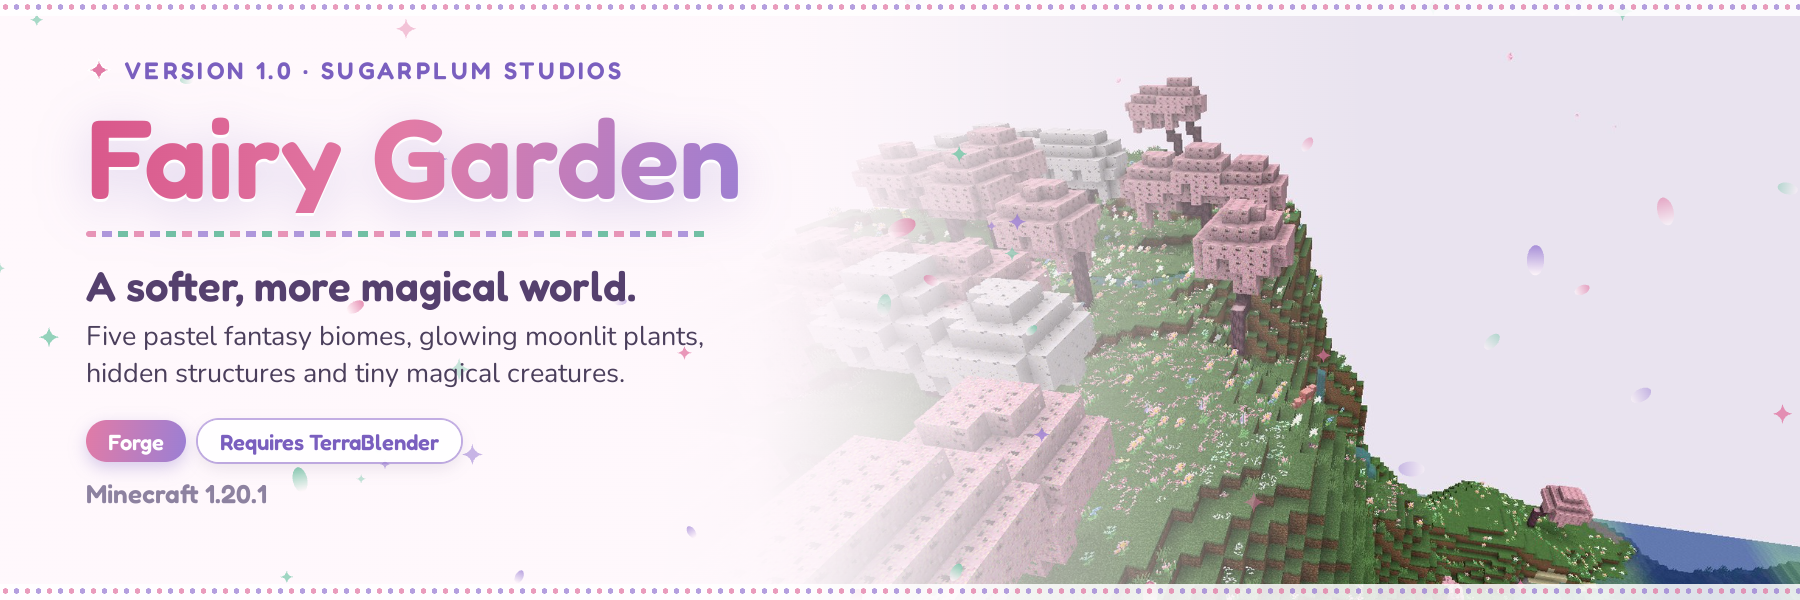 VERSION 1.0 · SUGARPLUM STUDIOS
Fairy Garden
A softer, more magical world.
Five pastel fantasy biomes, glowing moonlit plants,
hidden structures and tiny magical creatures.
Forge
Requires TerraBlender
Minecraft 1.20.1